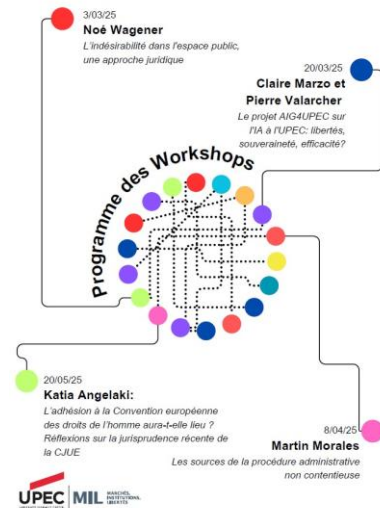 3/03/25
Noé Wagener
L'indésirabilité dans l'espace public,
une approche juridique
20/03/25
Claire Marzo et
Pierre Valarcher
Le projet AIG4UPEC sur
l'IA à l'UPEC: libertés,
souveraineté, efficacité?
Programme des Workshops
20/05/25
Katia Angelaki:
L'adhésion à la Convention européenne
des droits de l'homme aura-t-elle lieu ?
Réflexions sur la jurisprudence récente de
la CJUE
8/04/25
Martin Morales
Les sources de la procédure administrative
non contentieuse
UPEC
MIL
MARCHÉS,
INSTITUTIONS,
LIBERTÉS